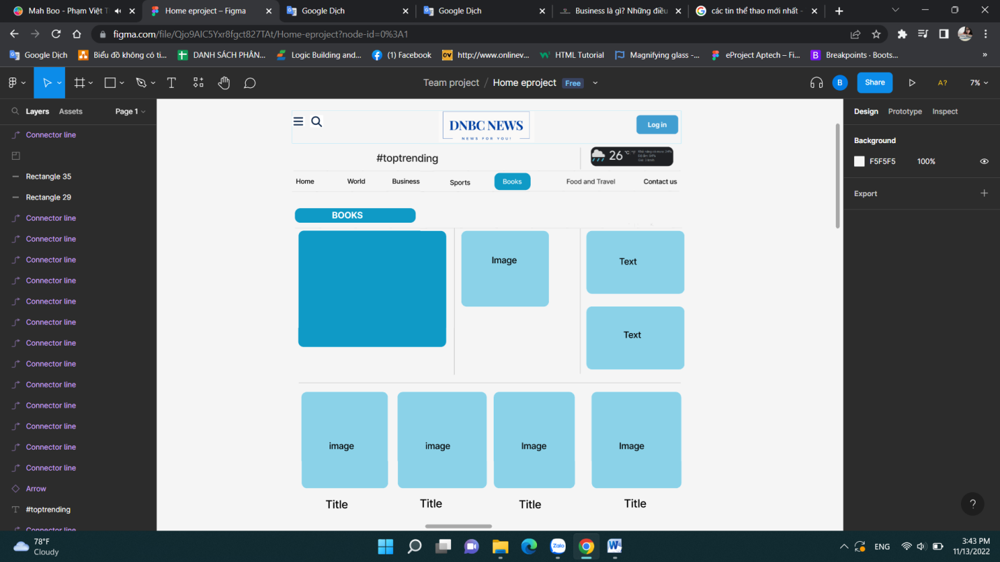 Mah Boo - Phạm Việt T
Home eproject – Figma
Google Dịch
Google Dịch
Business là gì? Những điều
các tin thể thao mới nhất -
figma.com/file/Qjo9AlC5Yxr8fgct827TAt/Home-eproject?node-id=0%3A1
Google Dịch
Biểu đồ không có ti...
DANH SÁCH PHÂN...
Logic Building and...
(1) Facebook
http://www.onlinev...
HTML Tutorial
Magnifying glass -...
eProject Aptech – Fi...
Breakpoints · Boots...
»
Team project / Home eproject Free
B
Share
A?
7%
Layers
Assets
Page 1
Connector line
Rectangle 35
Rectangle 29
Connector line
Connector line
Connector line
Connector line
Connector line
Connector line
Connector line
Connector line
Connector line
Connector line
Connector line
Connector line
Connector line
Arrow
#toptrending
Connector line
DNBC NEWS
NEWS FOR YOU!
Log in
#toptrending
26 °C °F
Home
World
Business
Sports
Books
Food and Travel
Contact us
BOOKS
Image
Text
Text
image
image
Image
Image
Title
Title
Title
Title
Design
Prototype
Inspect
Background
F5F5F5
100%
Export
?
78°F
Cloudy
Zalo
ENG
3:43 PM
11/13/2022